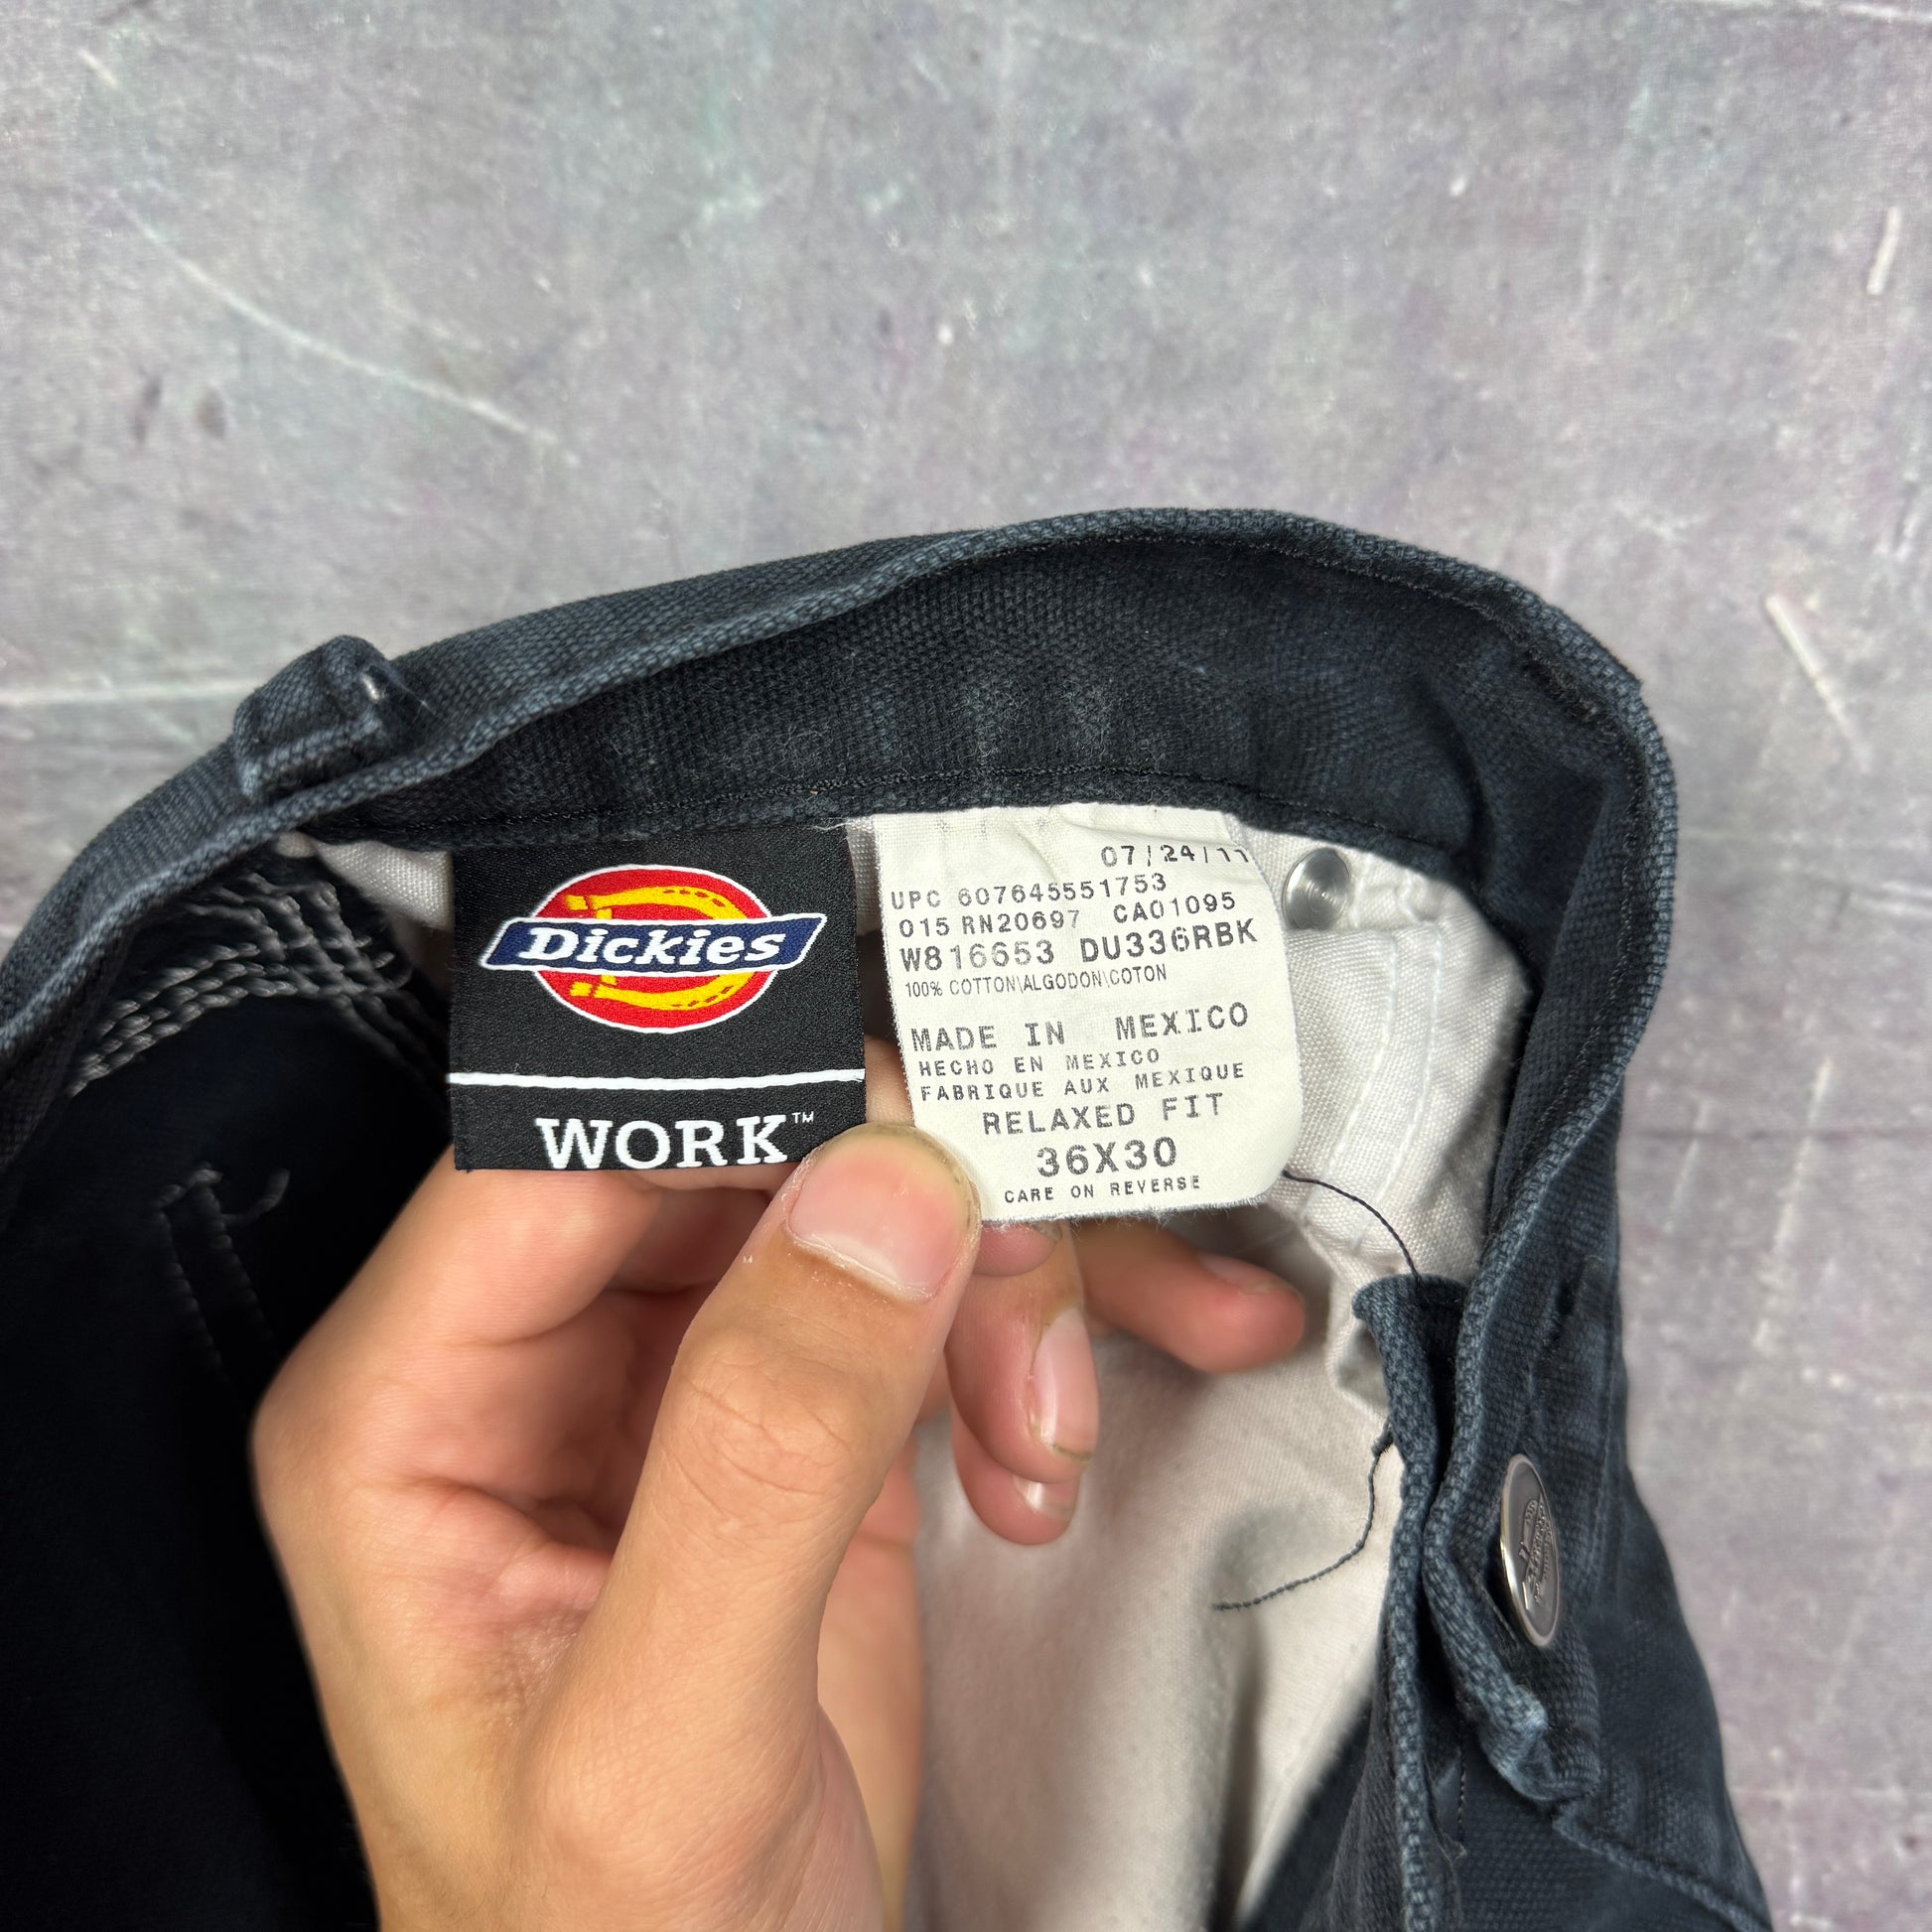 Dickies
WORK™
07/24/11
UPC 607645551753
015 RN20697 CA01095
W816653 DU336RBK
100% COTTON\ALGODON\COTON
MADE IN MEXICO
HECHO EN MEXICO
FABRIQUE AUX MEXIQUE
RELAXED FIT
36X30
CARE ON REVERSE